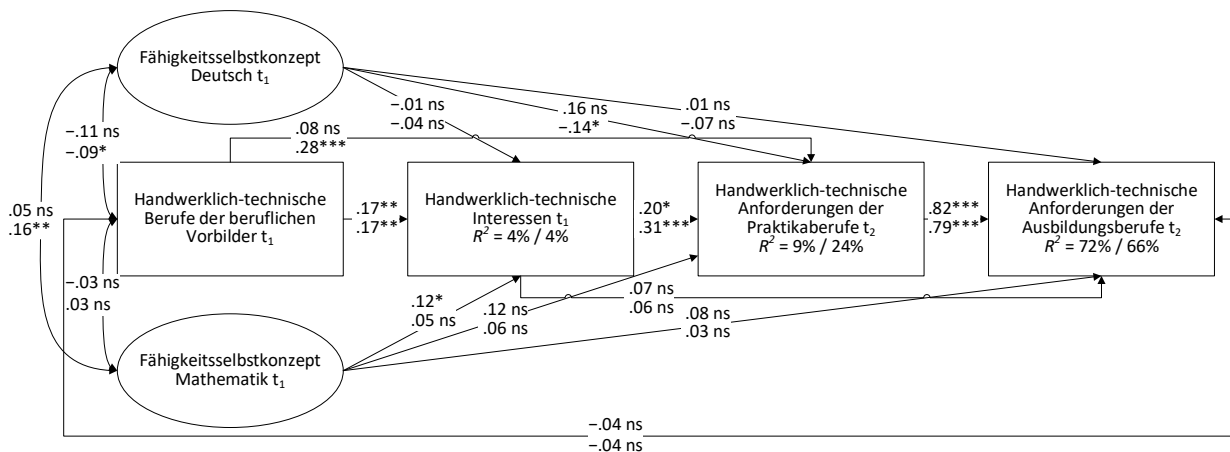 Fähigkeitsselbstkonzept
Deutsch t1
−.01 ns
−.04 ns
.16 ns
−.14*
.01 ns
−.07 ns
−.11 ns
−.09*
.08 ns
.28***
Handwerklich-technische
Berufe der beruflichen
Vorbilder t1
.17**
.17**
Handwerklich-technische
Interessen t1
R² = 4% / 4%
.20*
.31***
Handwerklich-technische
Anforderungen der
Praktikaberufe t2
R² = 9% / 24%
.82***
.79***
Handwerklich-technische
Anforderungen der
Ausbildungsberufe t2
R² = 72% / 66%
.05 ns
.16**
−.03 ns
.03 ns
.12*
.05 ns
.12 ns
.06 ns
.07 ns
.06 ns
.08 ns
.03 ns
Fähigkeitsselbstkonzept
Mathematik t1
−.04 ns
−.04 ns